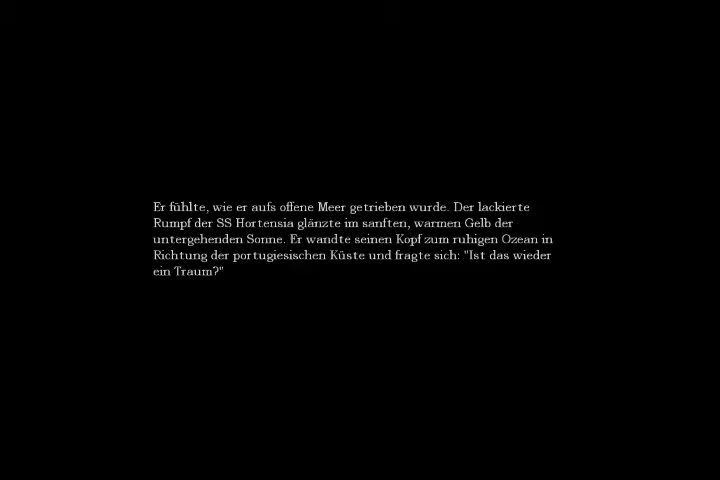 Er fühlte, wie er aufs offene Meer getrieben wurde. Der lackierte
Rumpf der SS Hortensia glänzte im sanften, warmen Gelb der
untergehenden Sonne. Er wandte seinen Kopf zum ruhigen Ozean in
Richtung der portugiesischen Küste und fragte sich: "Ist das wieder
ein Traum?"